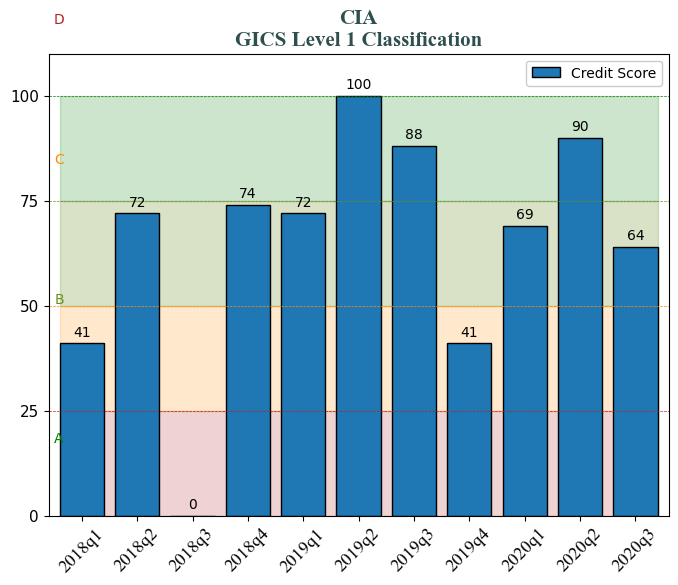 D
CIA
GICS Level 1 Classification
Credit Score
100
100
90
88
C
75
74
72
72
69
64
50
B
41
41
25
A
0
0
2018q1
2018q2
2018q3
2018q4
2019q1
2019q2
2019q3
2019q4
2020q1
2020q2
2020q3